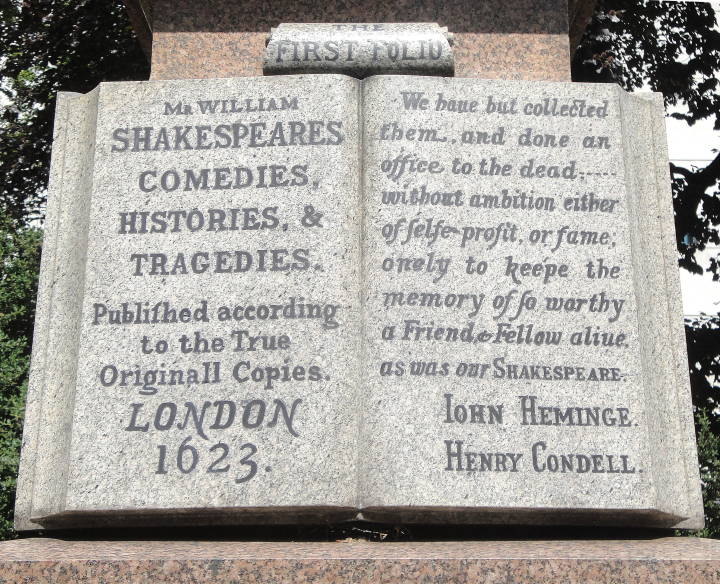 THE
FIRST FOLIO
Mr WILLIAM
SHAKESPEARES
COMEDIES,
HISTORIES, &
TRAGEDIES.
Publiſhed according
to the True
Originall Copies.
LONDON
1623.
We haue but collected
them., and done an
office to the dead......
without ambition either
of ſelfe-profit, or fame;
onely to keepe the
memory of ſo worthy
a Friend,& Fellow aliue.
as was our SHAKESPEARE.
IOHN HEMINGE.
HENRY CONDELL.